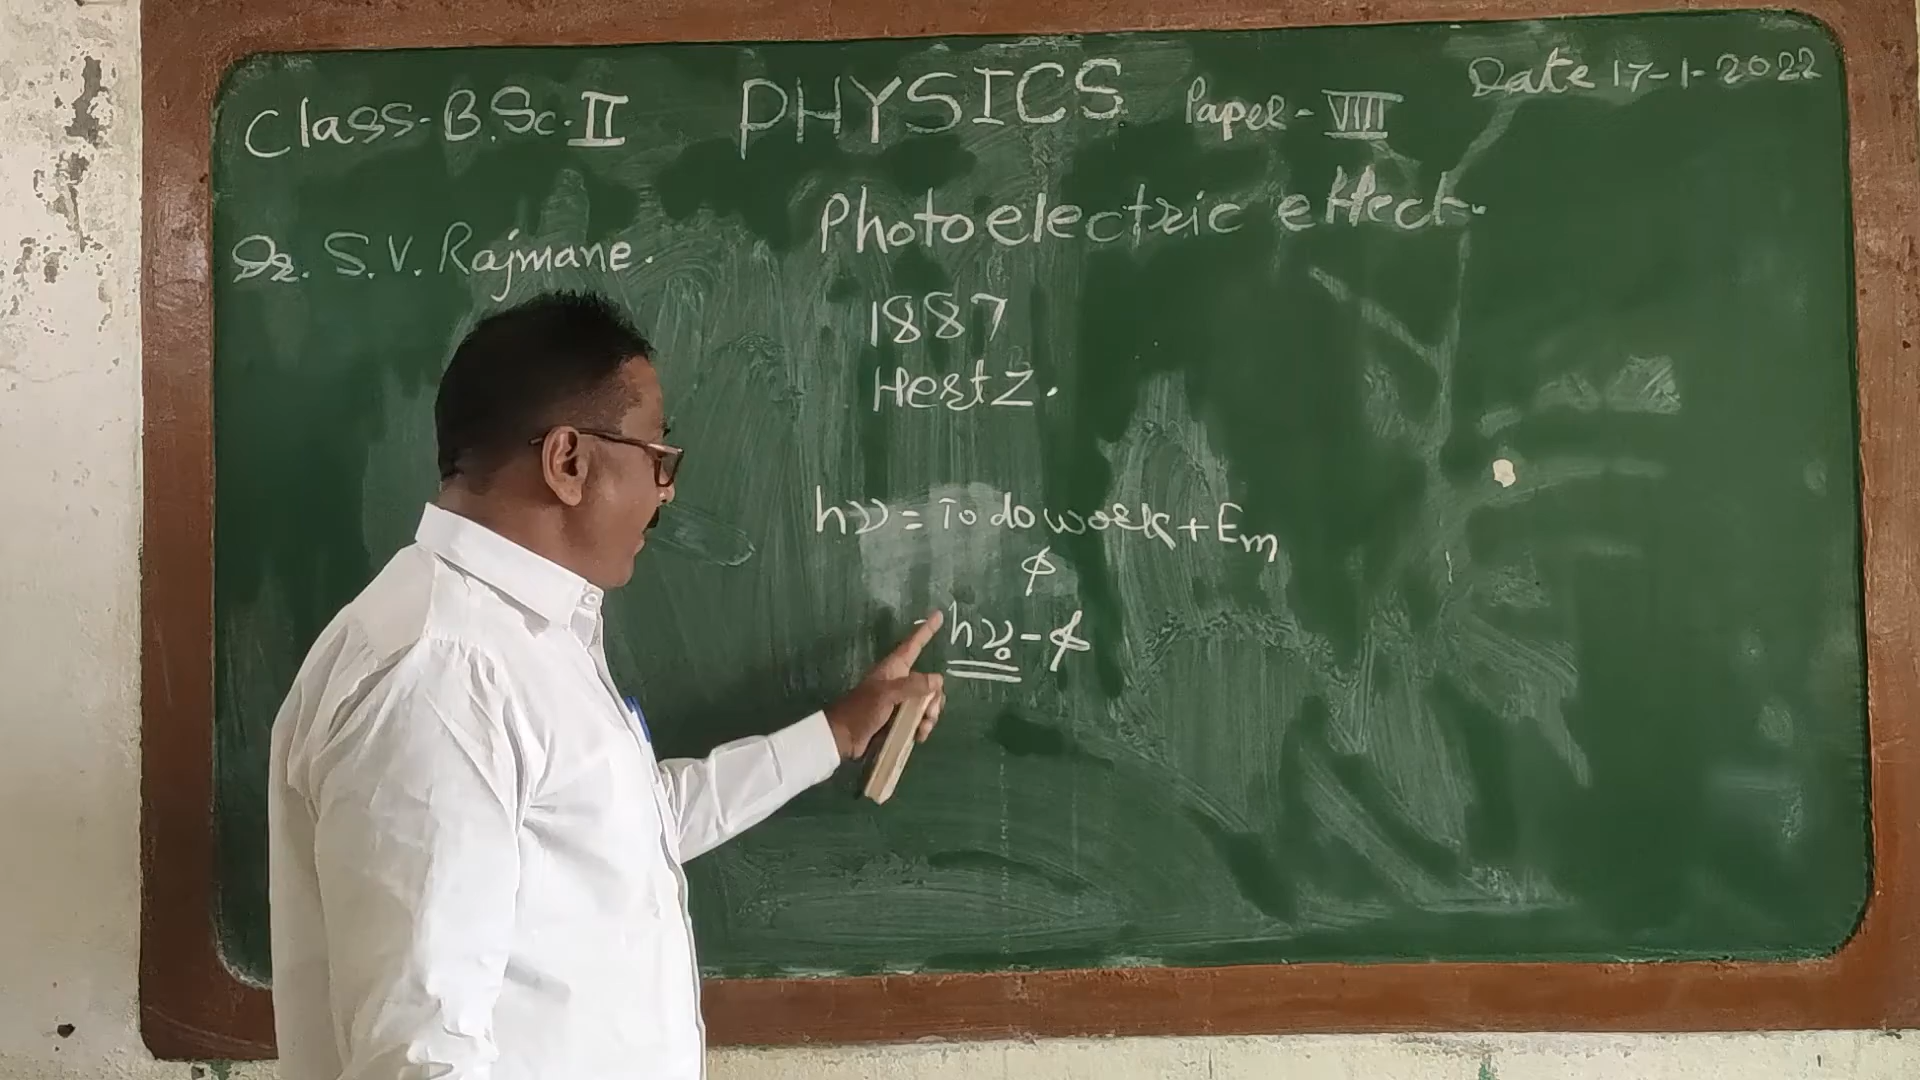 Class-B.Sc.II PHYSICS Paper-VIII Date 17-1-2022
Dr. S.V. Rajmane.
Photoelectric effect.
1887
Hertz.
hν = To do work + Em
ϕ
hν₀ - ϕ